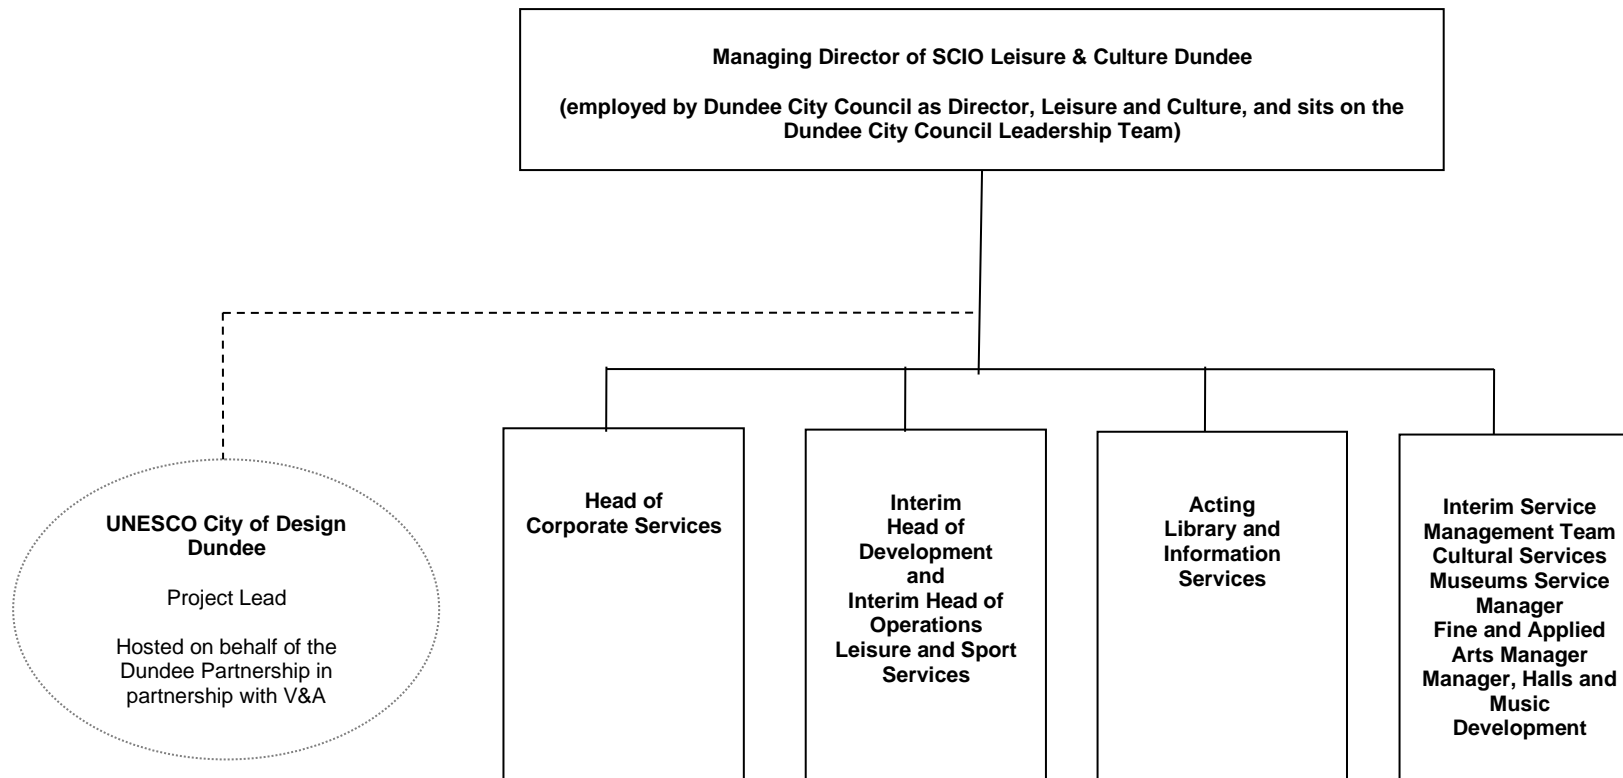 Managing Director of SCIO Leisure & Culture Dundee
(employed by Dundee City Council as Director, Leisure and Culture, and sits on the
Dundee City Council Leadership Team)
UNESCO City of Design
Dundee
Project Lead
Hosted on behalf of the
Dundee Partnership in
partnership with V&A
Head of
Corporate Services
Interim
Head of
Development
and
Interim Head of
Operations
Leisure and Sport
Services
Acting
Library and
Information
Services
Interim Service
Management Team
Cultural Services
Museums Service
Manager
Fine and Applied
Arts Manager
Manager, Halls and
Music
Development